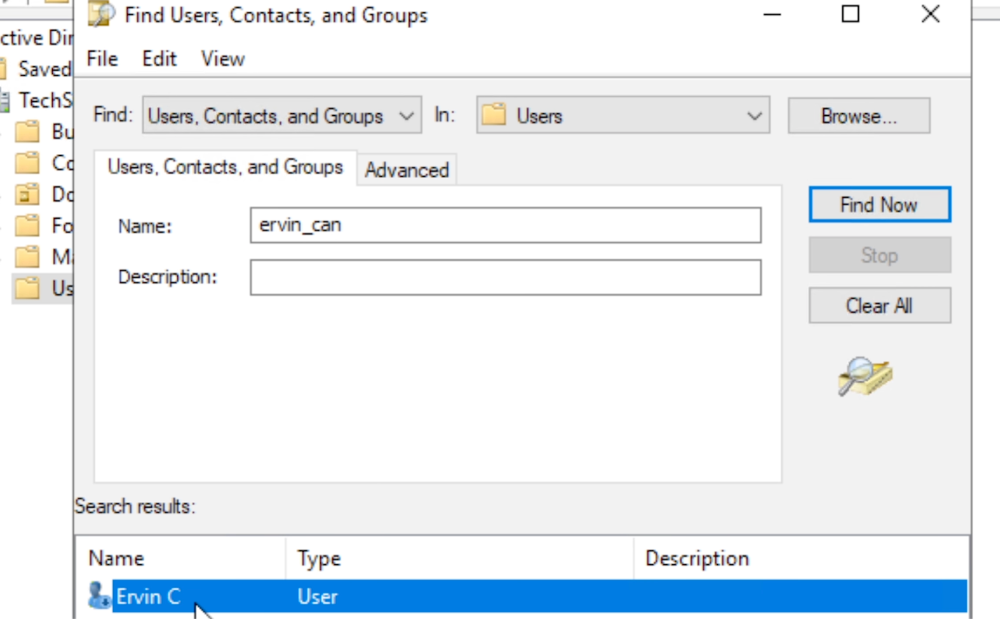 Find Users, Contacts, and Groups
File Edit View
ctive Dir
Saved
TechS
Bu
Co
Do
Fo
Ma
Us
Find: Users, Contacts, and Groups In: Users Browse...
Users, Contacts, and Groups Advanced
Name: ervin_can
Description:
Find Now
Stop
Clear All
Search results:
Name Type Description
Ervin C User